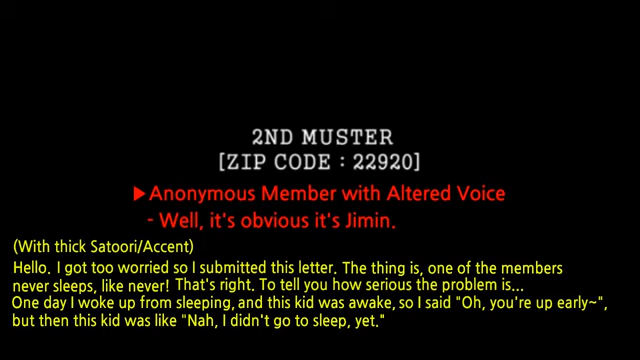 2ND MUSTER
[ZIP CODE : 22920]
▶Anonymous Member with Altered Voice
- Well, it's obvious it's Jimin.
(With thick Satoori/Accent)
Hello. I got too worried so I submitted this letter. The thing is, one of the members
never sleeps, like never! That's right. To tell you how serious the problem is...
One day I woke up from sleeping, and this kid was awake, so I said "Oh, you're up early~",
but then this kid was like "Nah, I didn't go to sleep, yet."